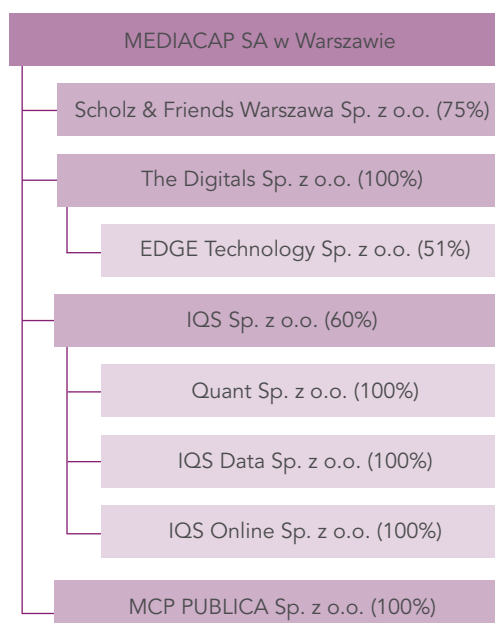 MEDIACAP SA w Warszawie
Scholz & Friends Warszawa Sp. z o.o. (75%)
The Digitals Sp. z o.o. (100%)
EDGE Technology Sp. z o.o. (51%)
IQS Sp. z o.o. (60%)
Quant Sp. z o.o. (100%)
IQS Data Sp. z o.o. (100%)
IQS Online Sp. z o.o. (100%)
MCP PUBLICA Sp. z o.o. (100%)